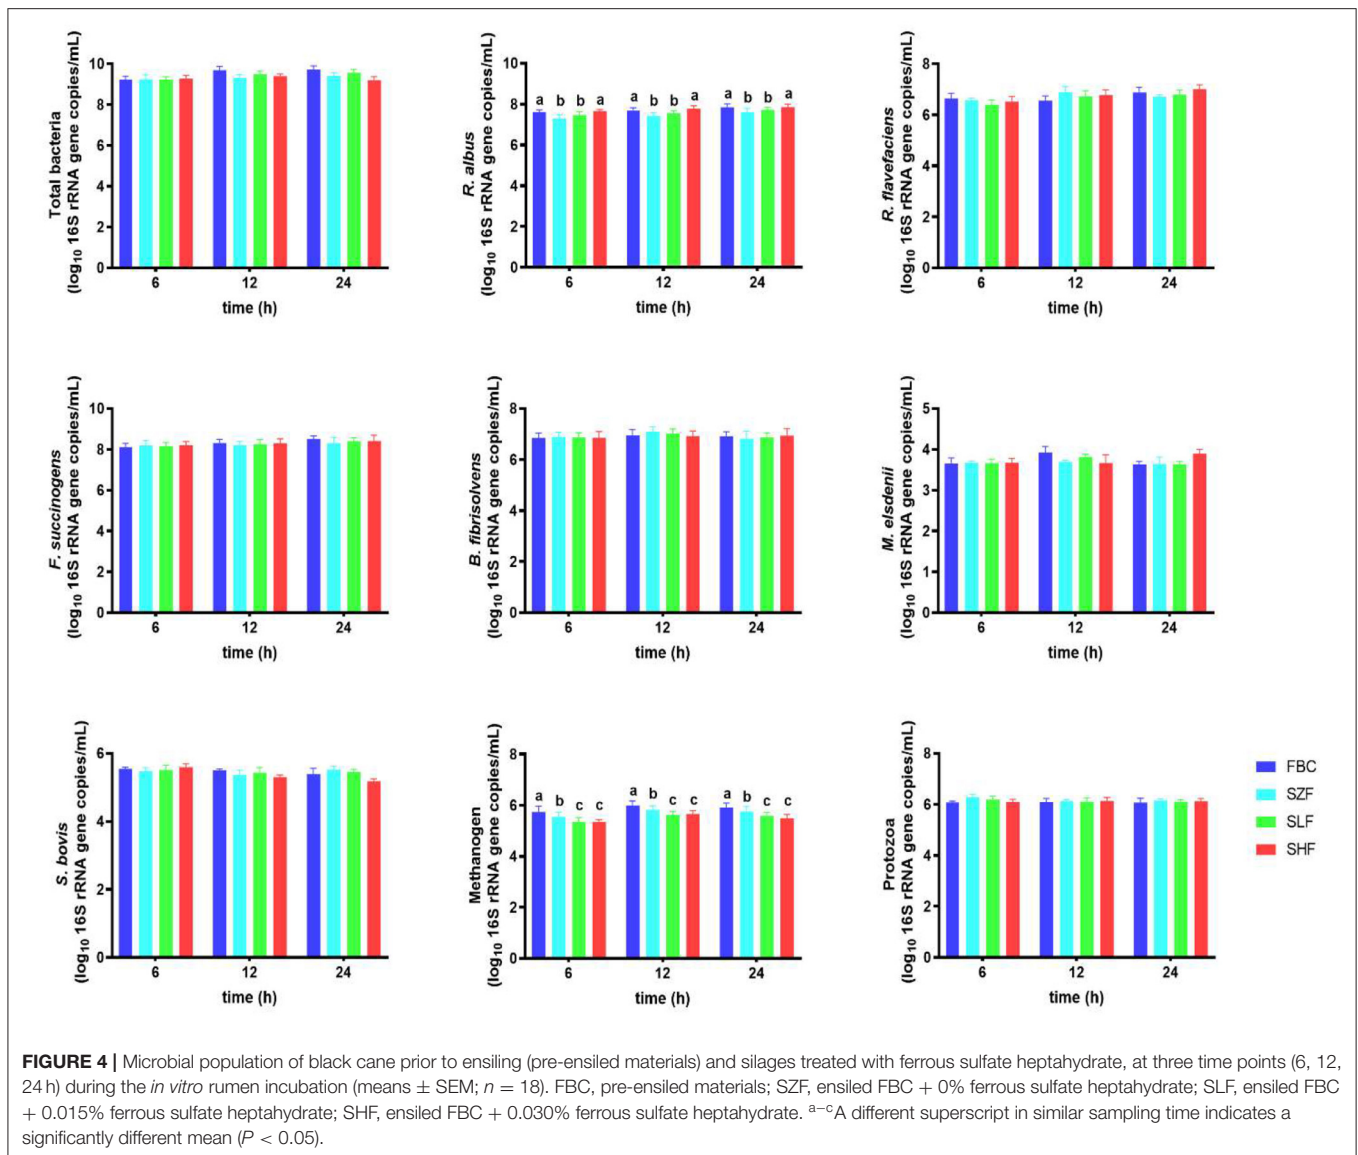 Total bacteria
(log10 16S rRNA gene copies/mL)
10
8
6
4
2
0
6 12 24
time (h)
R. albus
(log10 16S rRNA gene copies/mL)
10
8
6
4
2
0
a b b a a b b a a b b a
6 12 24
time (h)
R. flavefaciens
(log10 16S rRNA gene copies/mL)
8
6
4
2
0
6 12 24
time (h)
F. succinogens
(log10 16S rRNA gene copies/mL)
10
8
6
4
2
0
6 12 24
time (h)
B. fibrisolvens
(log10 16S rRNA gene copies/mL)
8
6
4
2
0
6 12 24
time (h)
M. elsdenii
(log10 16S rRNA gene copies/mL)
5
4
3
2
1
0
6 12 24
time (h)
S. bovis
(log10 16S rRNA gene copies/mL)
6
4
2
0
6 12 24
time (h)
Methanogen
(log10 16S rRNA gene copies/mL)
8
6
4
2
0
a b c c a b c c a b c c
6 12 24
time (h)
Protozoa
(log10 16S rRNA gene copies/mL)
8
6
4
2
0
6 12 24
time (h)
FBC
SZF
SLF
SHF
FIGURE 4 | Microbial population of black cane prior to ensiling (pre-ensiled materials) and silages treated with ferrous sulfate heptahydrate, at three time points (6, 12,
24 h) during the in vitro rumen incubation (means ± SEM; n = 18). FBC, pre-ensiled materials; SZF, ensiled FBC + 0% ferrous sulfate heptahydrate; SLF, ensiled FBC
+ 0.015% ferrous sulfate heptahydrate; SHF, ensiled FBC + 0.030% ferrous sulfate heptahydrate. a–cA different superscript in similar sampling time indicates a
significantly different mean (P < 0.05).